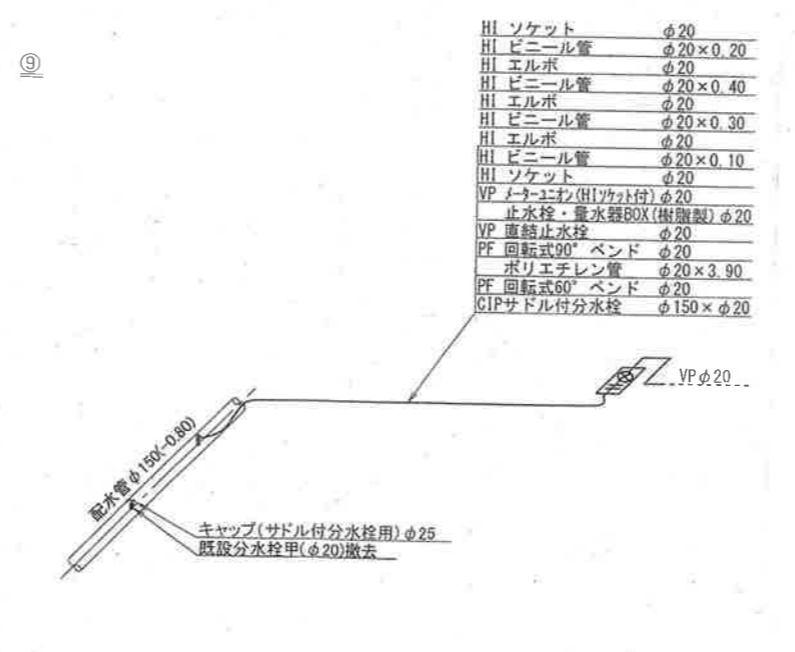 ⑨
HI ソケット φ20
HI ビニール管 φ20×0.20
HI エルボ φ20
HI ビニール管 φ20×0.40
HI エルボ φ20
HI ビニール管 φ20×0.30
HI エルボ φ20
HI ビニール管 φ20×0.10
HI ソケット φ20
VP メーターユニオン(HIソケット付) φ20
止水栓・量水器BOX(樹脂製) φ20
VP 直結止水栓 φ20
PF 回転式90° ベンド φ20
ポリエチレン管 φ20×3.90
PF 回転式60° ベンド φ20
CIPサドル付分水栓 φ150×φ20
VPφ20
配水管φ150(-0.80)
キャップ(サドル付分水栓用)φ25
既設分水栓甲(φ20)撤去